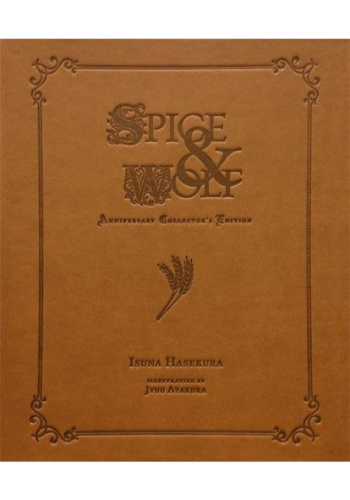 SPICE
&
WOLF
ANNIVERSARY COLLECTOR'S EDITION
ISUNA HASEKURA
ILLUSTRATION BY
JYUU AYAKURA